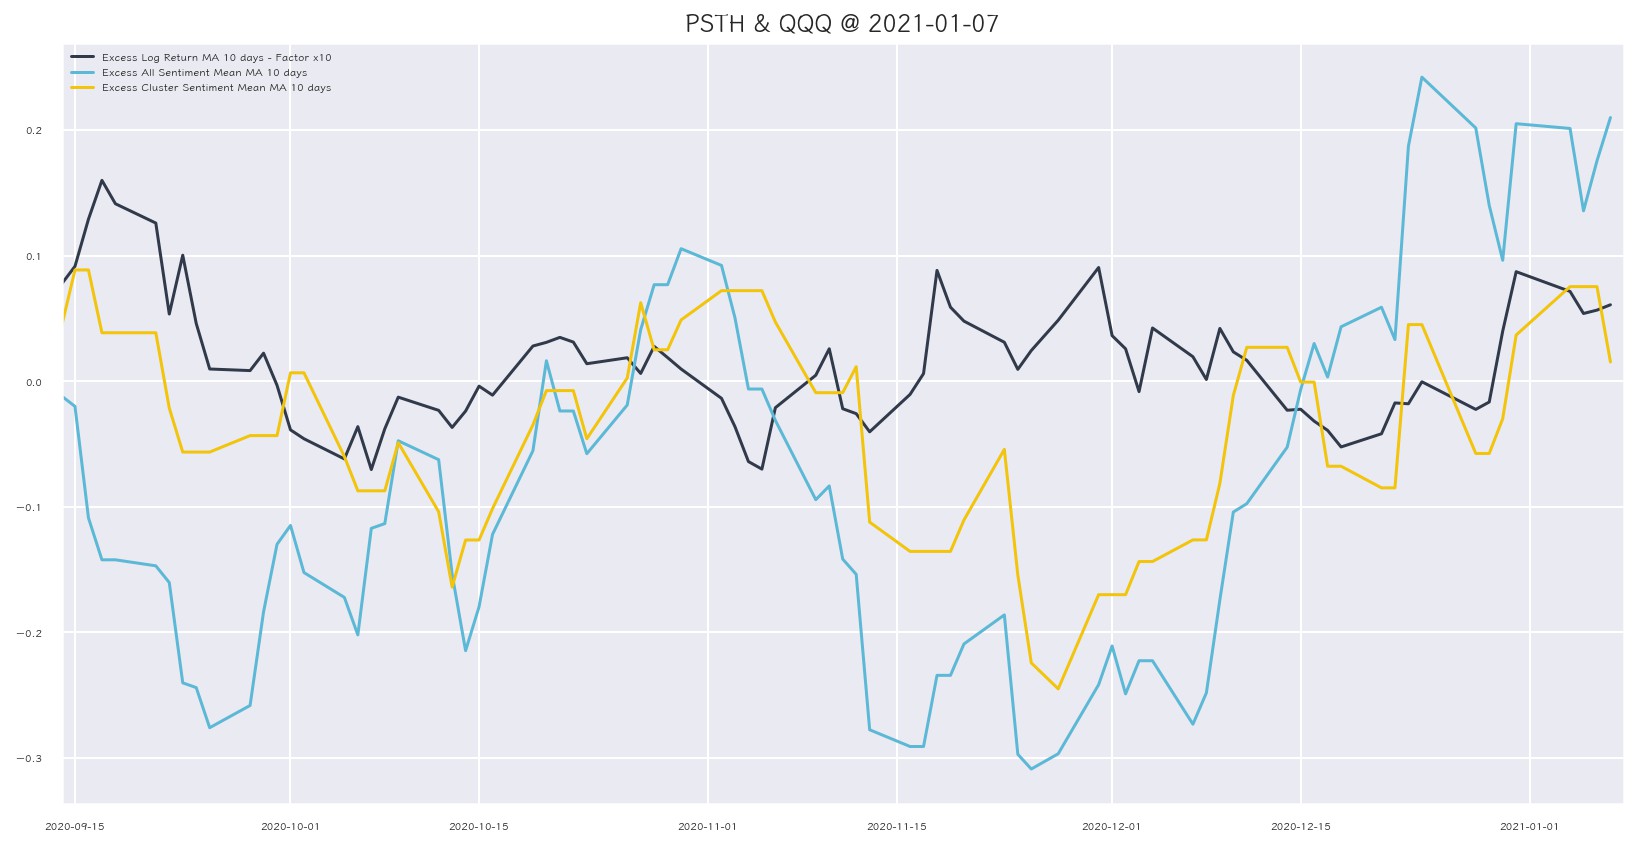 PSTH & QQQ @ 2021-01-07
Excess Log Return MA 10 days - Factor x10
Excess All Sentiment Mean MA 10 days
Excess Cluster Sentiment Mean MA 10 days
0.2
0.1
0.0
−0.1
−0.2
−0.3
2020-09-15 2020-10-01 2020-10-15 2020-11-01 2020-11-15 2020-12-01 2020-12-15 2021-01-01